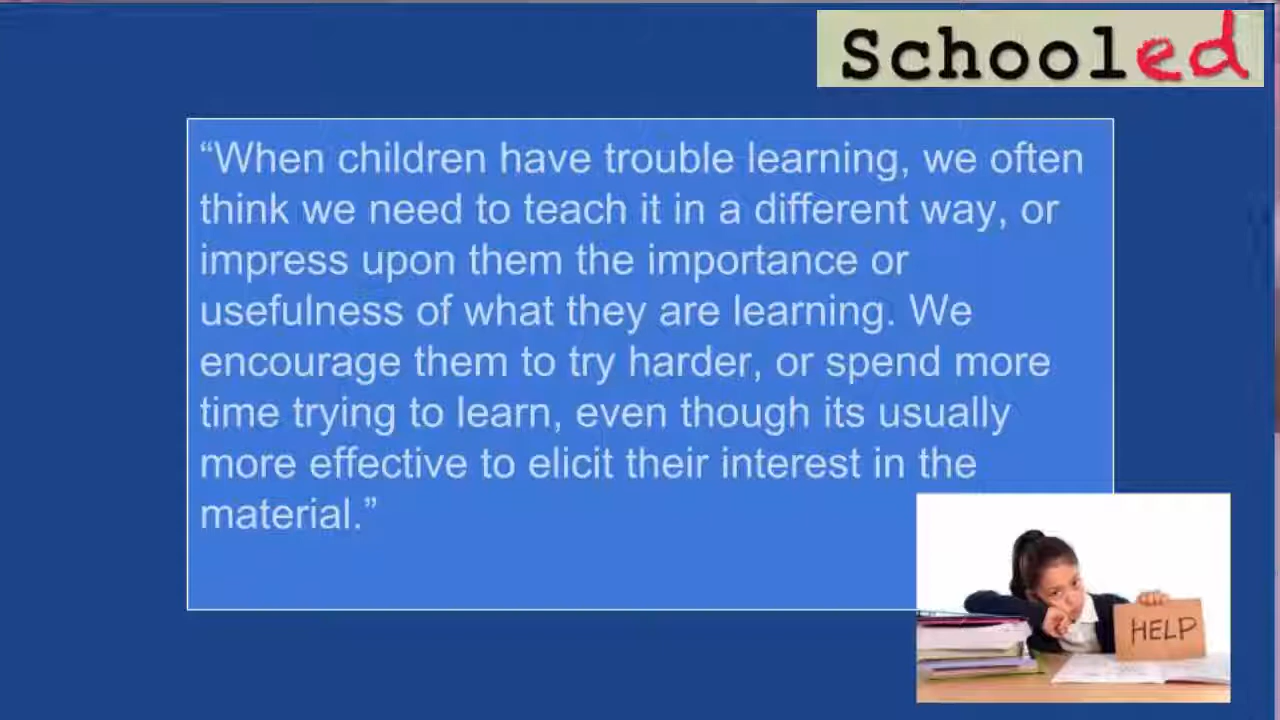 Schooled
“When children have trouble learning, we often
think we need to teach it in a different way, or
impress upon them the importance or
usefulness of what they are learning. We
encourage them to try harder, or spend more
time trying to learn, even though its usually
more effective to elicit their interest in the
material.”
HELP